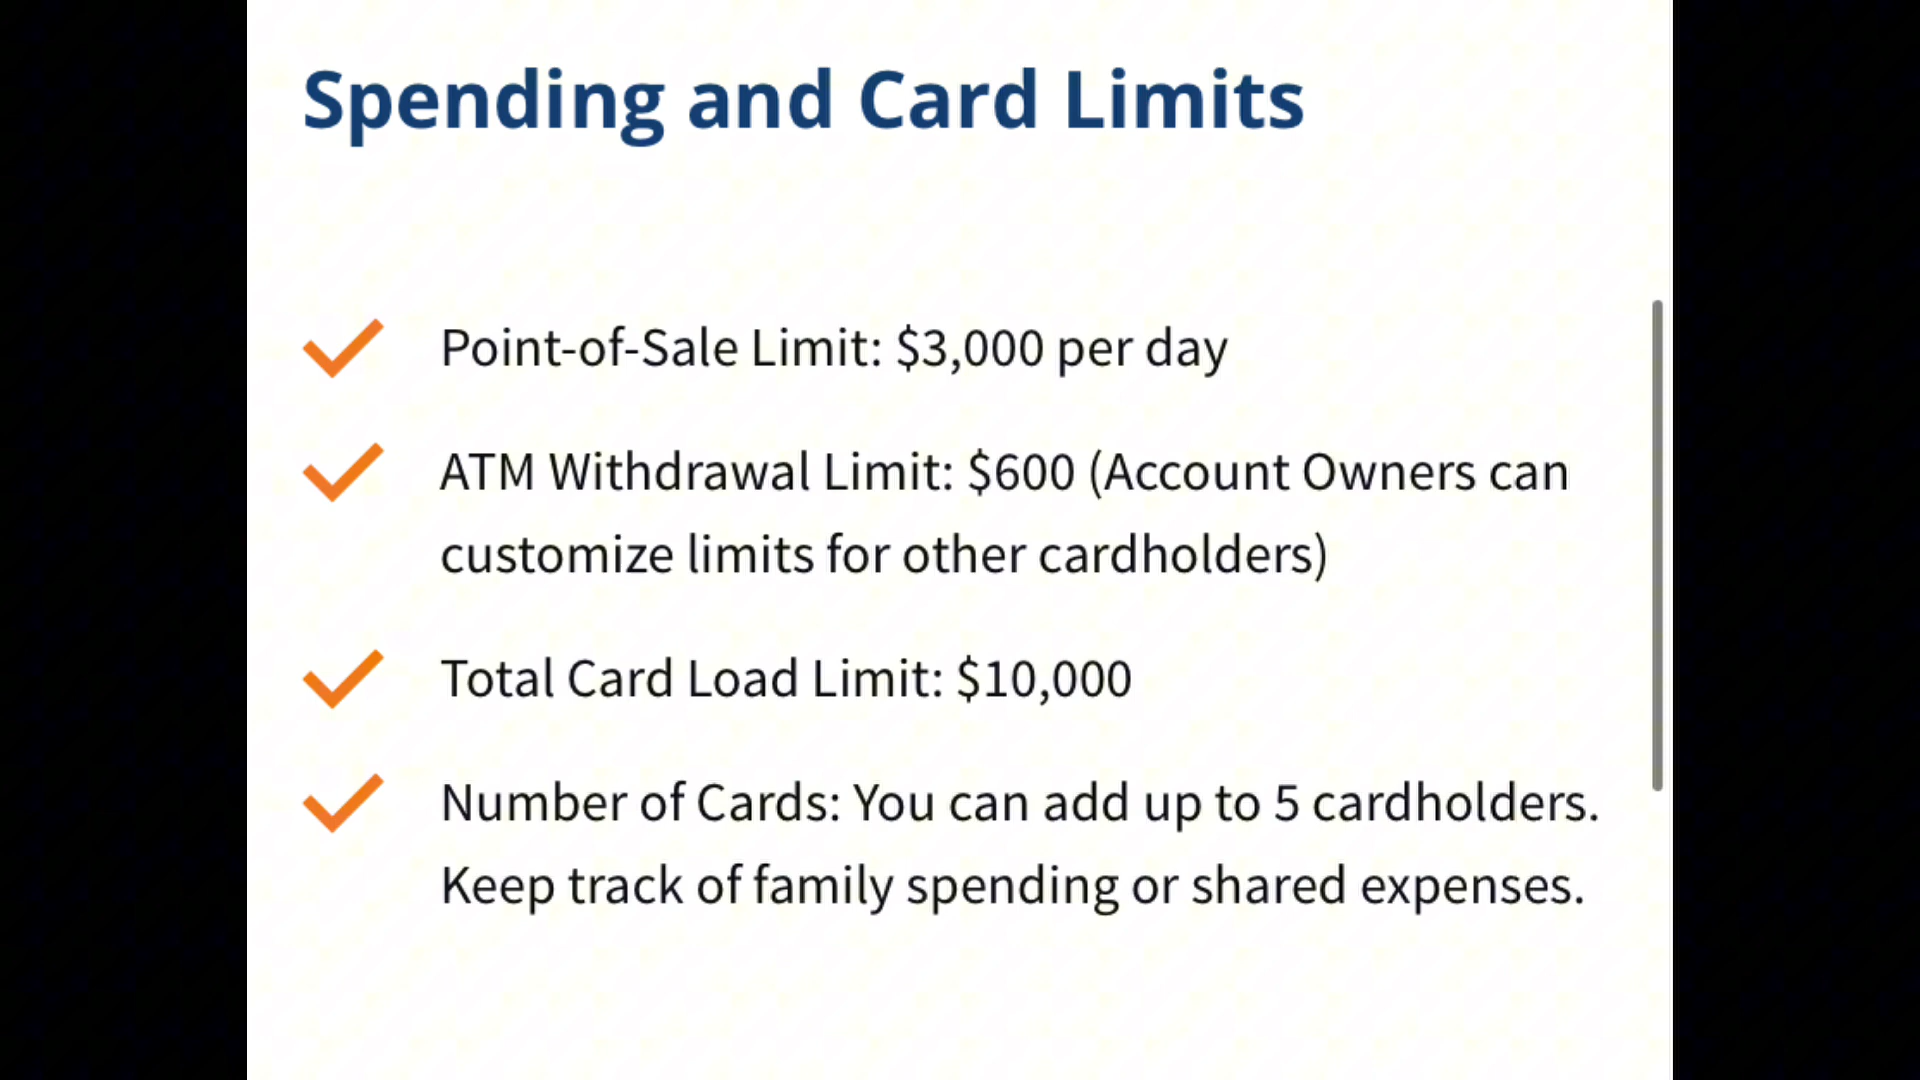 Spending and Card Limits
Point-of-Sale Limit: $3,000 per day
ATM Withdrawal Limit: $600 (Account Owners can
customize limits for other cardholders)
Total Card Load Limit: $10,000
Number of Cards: You can add up to 5 cardholders.
Keep track of family spending or shared expenses.